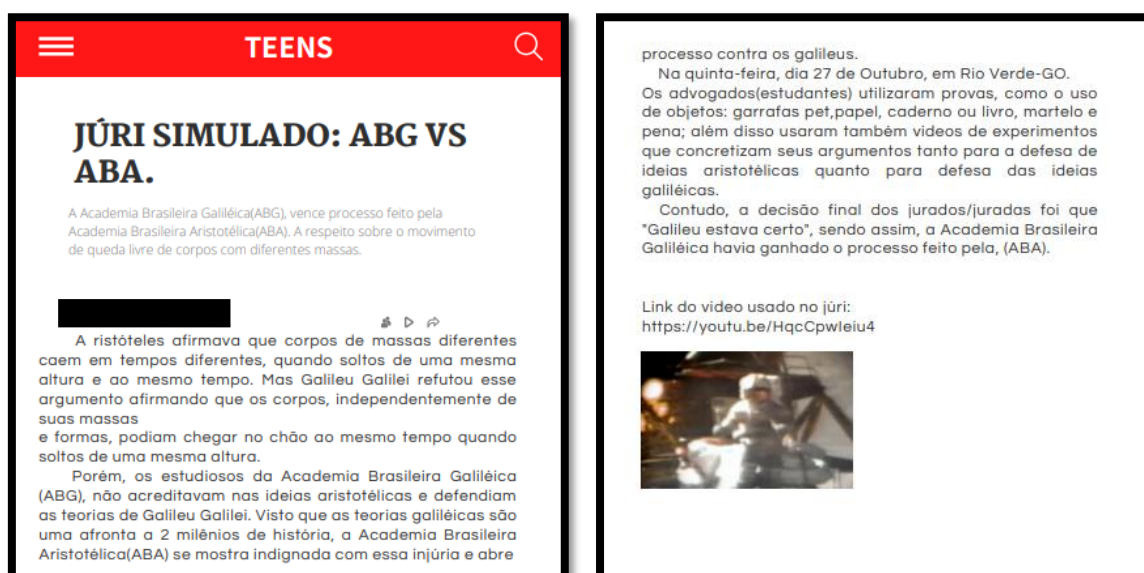 TEENS
JÚRI SIMULADO: ABG VS
ABA.
A Academia Brasileira Galiléica(ABG), vence processo feito pela
Academia Brasileira Aristotélica(ABA). A respeito sobre o movimento
de queda livre de corpos com diferentes massas.
A ristóteles afirmava que corpos de massas diferentes
caem em tempos diferentes, quando soltos de uma mesma
altura e ao mesmo tempo. Mas Galileu Galilei refutou esse
argumento afirmando que os corpos, independentemente de
suas massas
e formas, podiam chegar no chão ao mesmo tempo quando
soltos de uma mesma altura.
Porém, os estudiosos da Academia Brasileira Galiléica
(ABG), não acreditavam nas ideias aristotélicas e defendiam
as teorias de Galileu Galilei. Visto que as teorias galiléicas são
uma afronta a 2 milênios de história, a Academia Brasileira
Aristotélica(ABA) se mostra indignada com essa injúria e abre
processo contra os galileus.
Na quinta-feira, dia 27 de Outubro, em Rio Verde-GO.
Os advogados(estudantes) utilizaram provas, como o uso
de objetos: garrafas pet,papel, caderno ou livro, martelo e
pena; além disso usaram também videos de experimentos
que concretizam seus argumentos tanto para a defesa de
ideias aristotélicas quanto para defesa das ideias
galiléicas.
Contudo, a decisão final dos jurados/juradas foi que
"Galileu estava certo", sendo assim, a Academia Brasileira
Galiléica havia ganhado o processo feito pela, (ABA).
Link do video usado no júri:
https://youtu.be/HqcCpwIeiu4